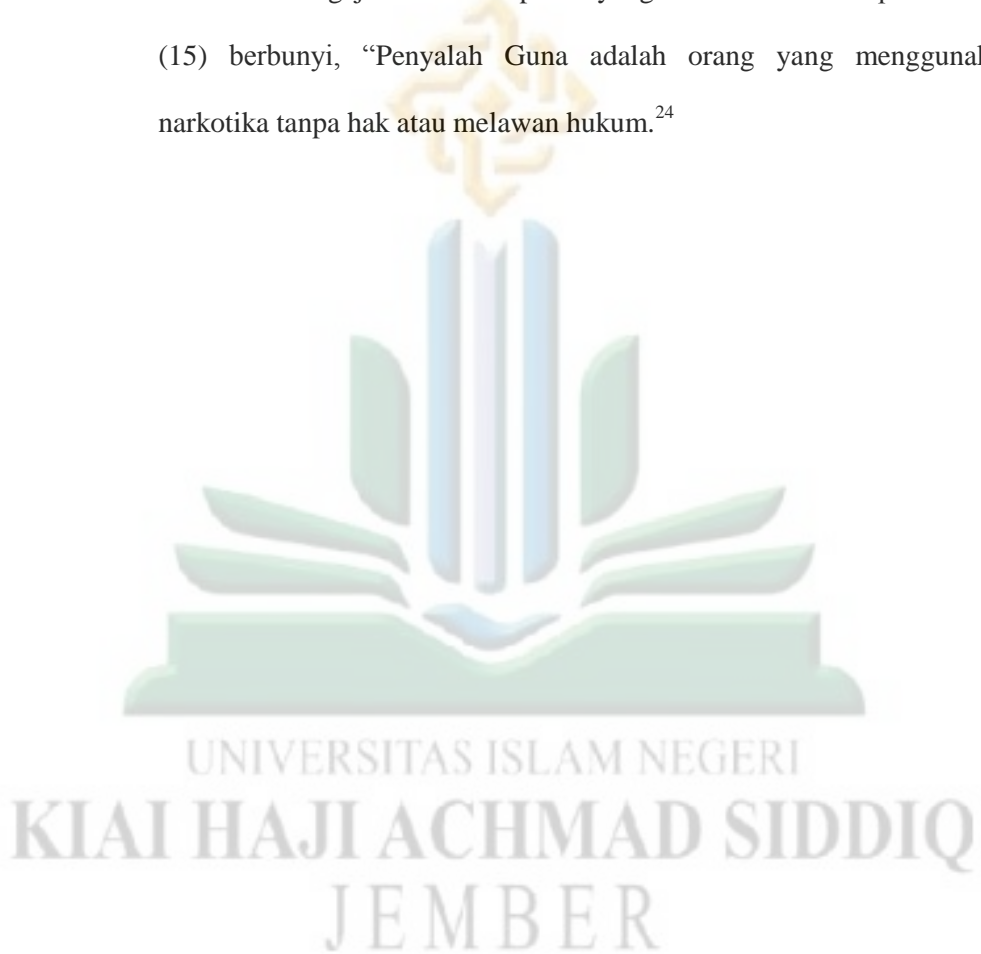 (15) berbunyi, “Penyalah Guna adalah orang yang
narkotika tanpa hak atau melawan hukum.24
UNIVERSITAS ISLAM NEGERI
KIAI HAJI ACHMAD SIDDIQ
JEMBER